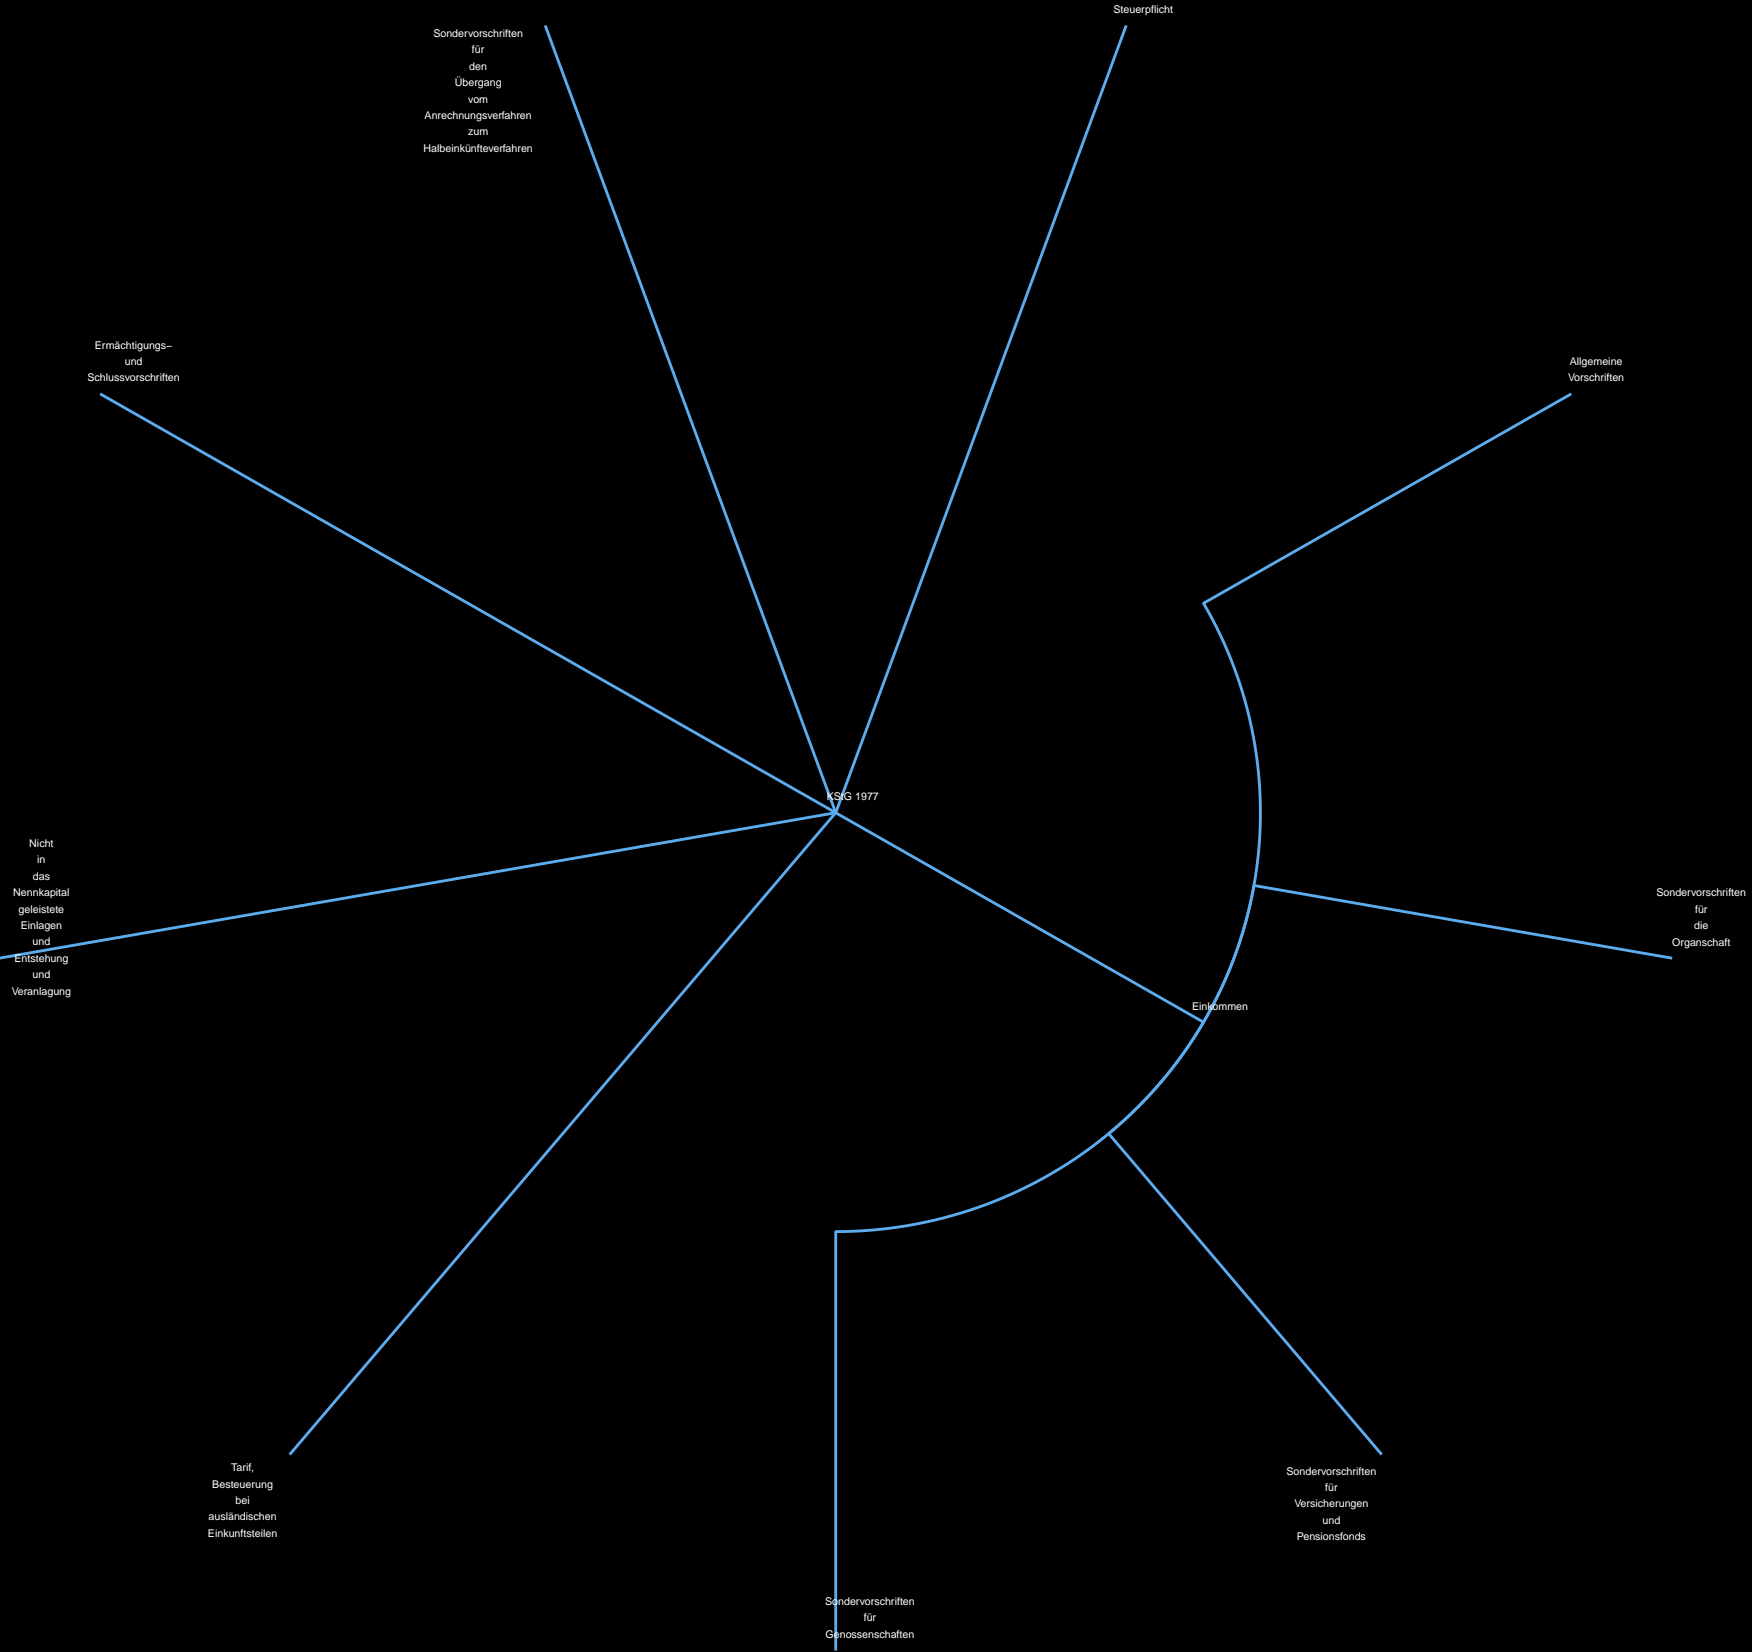 Steuerpflicht
Sondervorschriften
für
den
Übergang
vom
Anrechnungsverfahren
zum
Halbeinkünfteverfahren
Ermächtigungs–
und
Schlussvorschriften
Allgemeine
Vorschriften
KStG 1977
Nicht
in
das
Nennkapital
geleistete
Einlagen
und
Entstehung
und
Veranlagung
Sondervorschriften
für
die
Organschaft
Einkommen
Tarif,
Besteuerung
bei
ausländischen
Einkunftsteilen
Sondervorschriften
für
Versicherungen
und
Pensionsfonds
Sondervorschriften
für
Genossenschaften